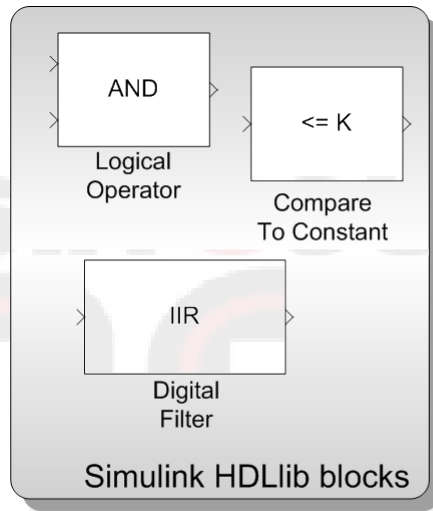 AND
Logical
Operator
<= K
Compare
To Constant
IIR
Digital
Filter
Simulink HDLlib blocks